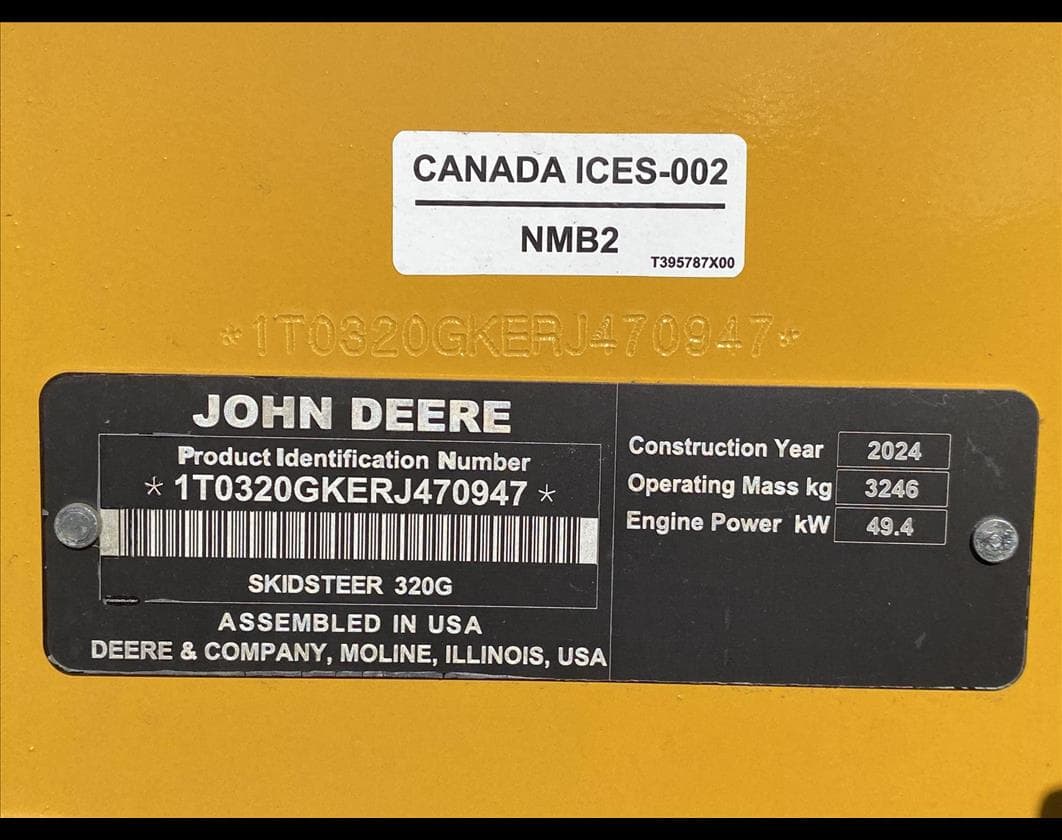 CANADA ICES-002
NMB2
T395787X00
*1T0320GKERJ470947*
JOHN DEERE
Product Identification Number
* 1T0320GKERJ470947 *
SKIDSTEER 320G
ASSEMBLED IN USA
DEERE & COMPANY, MOLINE, ILLINOIS, USA
Construction Year 2024
Operating Mass kg 3246
Engine Power kW 49.4